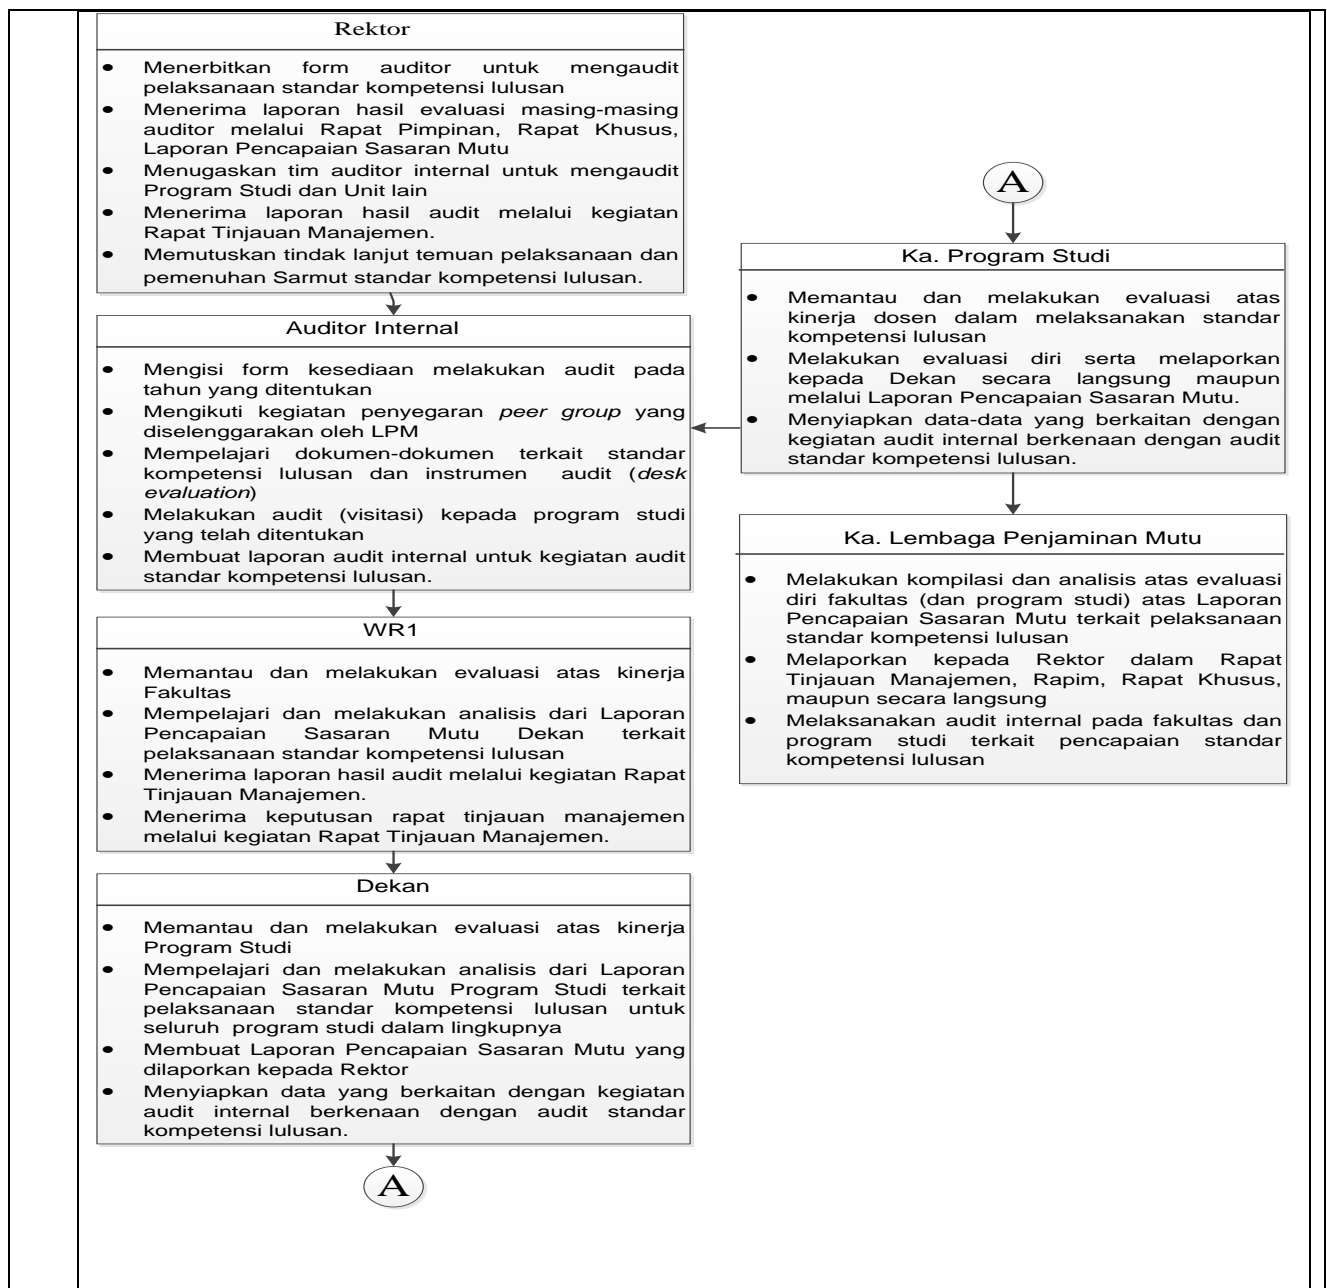 Rektor
• Menerbitkan form auditor untuk mengaudit
pelaksanaan standar kompetensi lulusan
• Menerima laporan hasil evaluasi masing-masing
auditor melalui Rapat Pimpinan, Rapat Khusus,
Laporan Pencapaian Sasaran Mutu
• Menugaskan tim auditor internal untuk mengaudit
Program Studi dan Unit lain
• Menerima laporan hasil audit melalui kegiatan
Rapat Tinjauan Manajemen.
• Memutuskan tindak lanjut temuan pelaksanaan dan
pemenuhan Sarmut standar kompetensi lulusan.
Auditor Internal
• Mengisi form kesediaan melakukan audit pada
tahun yang ditentukan
• Mengikuti kegiatan penyegaran peer group yang
diselenggarakan oleh LPM
• Mempelajari dokumen-dokumen terkait standar
kompetensi lulusan dan instrumen audit (desk
evaluation)
• Melakukan audit (visitasi) kepada program studi
yang telah ditentukan
• Membuat laporan audit internal untuk kegiatan audit
standar kompetensi lulusan.
WR1
• Memantau dan melakukan evaluasi atas kinerja
Fakultas
• Mempelajari dan melakukan analisis dari Laporan
Pencapaian Sasaran Mutu Dekan terkait
pelaksanaan standar kompetensi lulusan
• Menerima laporan hasil audit melalui kegiatan Rapat
Tinjauan Manajemen.
• Menerima keputusan rapat tinjauan manajemen
melalui kegiatan Rapat Tinjauan Manajemen.
Dekan
• Memantau dan melakukan evaluasi atas kinerja
Program Studi
• Mempelajari dan melakukan analisis dari Laporan
Pencapaian Sasaran Mutu Program Studi terkait
pelaksanaan standar kompetensi lulusan untuk
seluruh program studi dalam lingkupnya
• Membuat Laporan Pencapaian Sasaran Mutu yang
dilaporkan kepada Rektor
• Menyiapkan data yang berkaitan dengan kegiatan
audit internal berkenaan dengan audit standar
kompetensi lulusan.
A
A
Ka. Program Studi
• Memantau dan melakukan evaluasi atas
kinerja dosen dalam melaksanakan standar
kompetensi lulusan
• Melakukan evaluasi diri serta melaporkan
kepada Dekan secara langsung maupun
melalui Laporan Pencapaian Sasaran Mutu.
• Menyiapkan data-data yang berkaitan dengan
kegiatan audit internal berkenaan dengan audit
standar kompetensi lulusan.
Ka. Lembaga Penjaminan Mutu
• Melakukan kompilasi dan analisis atas evaluasi
diri fakultas (dan program studi) atas Laporan
Pencapaian Sasaran Mutu terkait pelaksanaan
standar kompetensi lulusan
• Melaporkan kepada Rektor dalam Rapat
Tinjauan Manajemen, Rapim, Rapat Khusus,
maupun secara langsung
• Melaksanakan audit internal pada fakultas dan
program studi terkait pencapaian standar
kompetensi lulusan